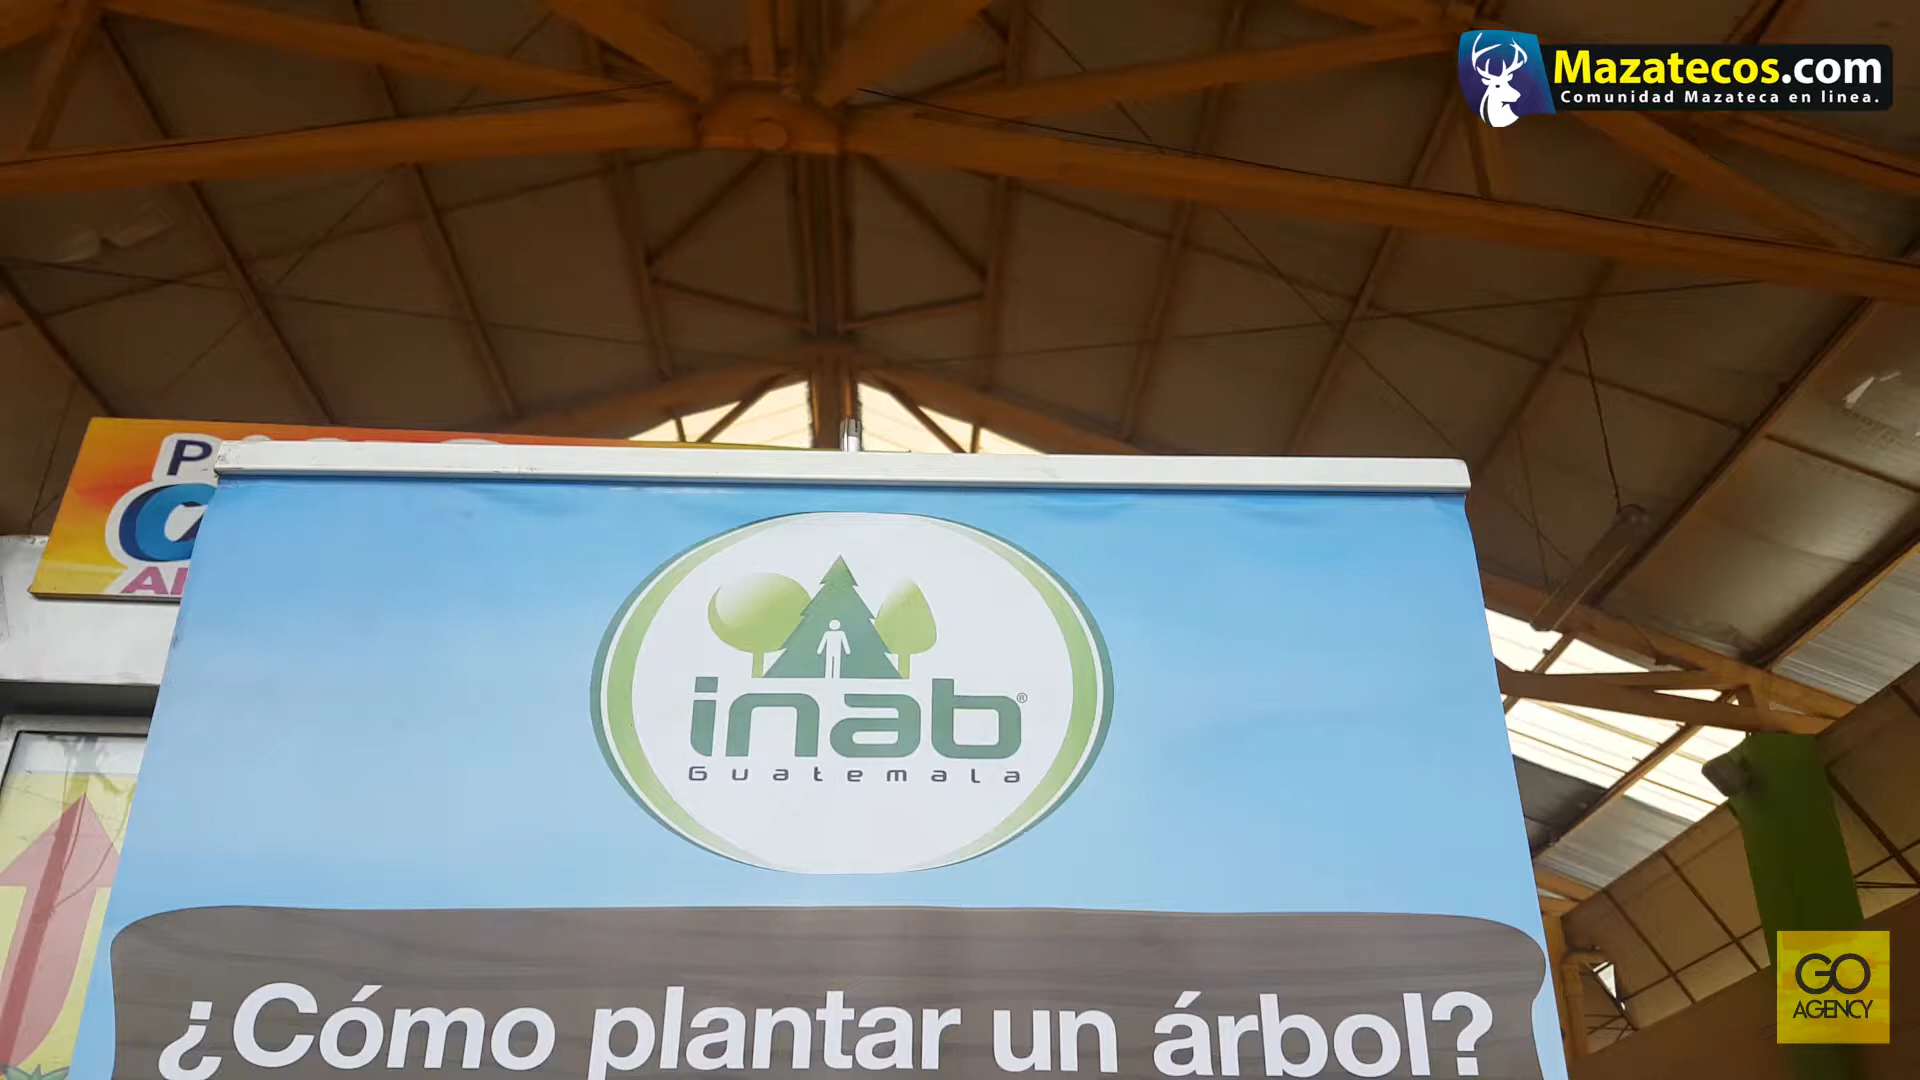 Mazatecos.com
Comunidad Mazateca en linea.
inab®
Guatemala
¿Cómo plantar un árbol?
GO
AGENCY